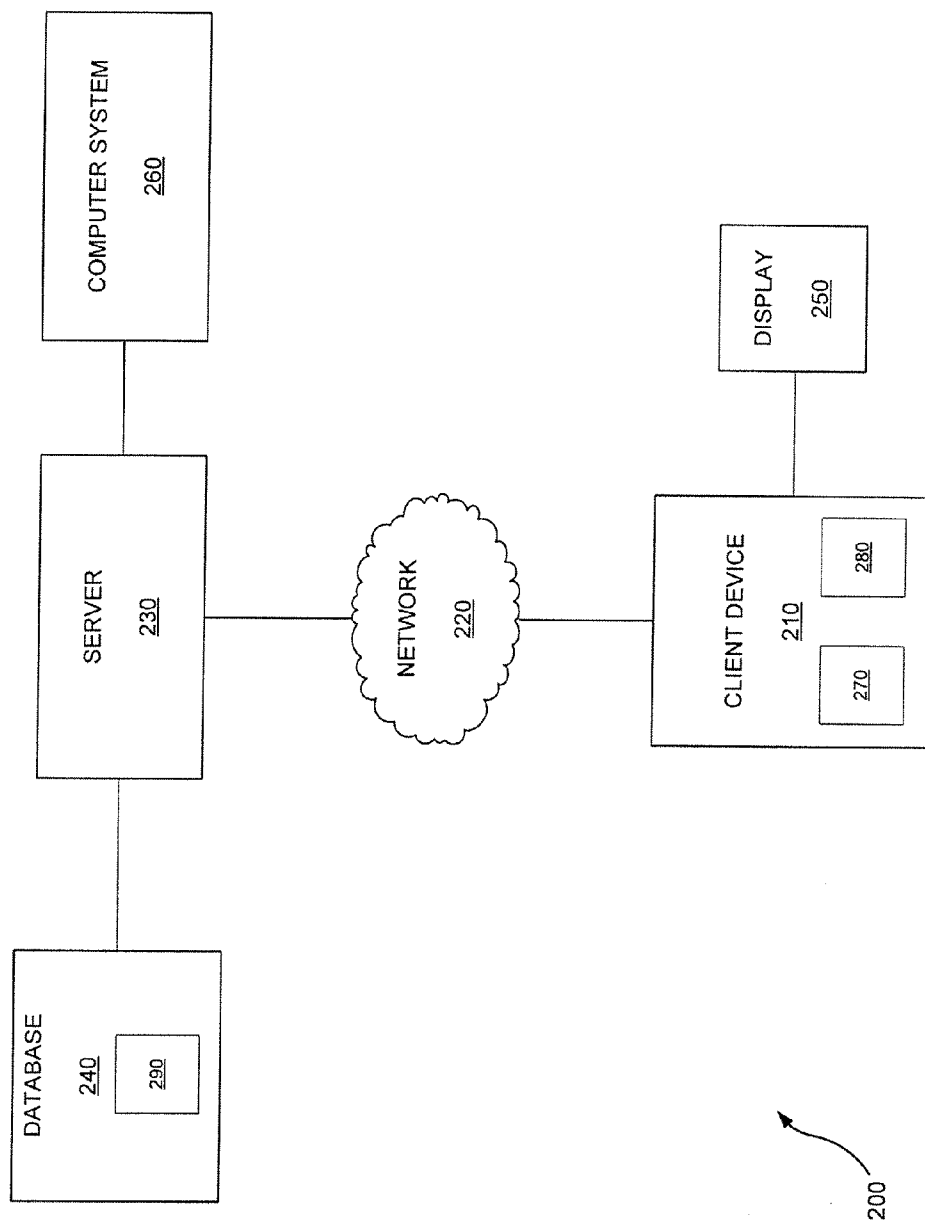 DATABASE
240
290
SERVER
230
COMPUTER SYSTEM
260
NETWORK
220
CLIENT DEVICE
210
270
280
DISPLAY
250
200